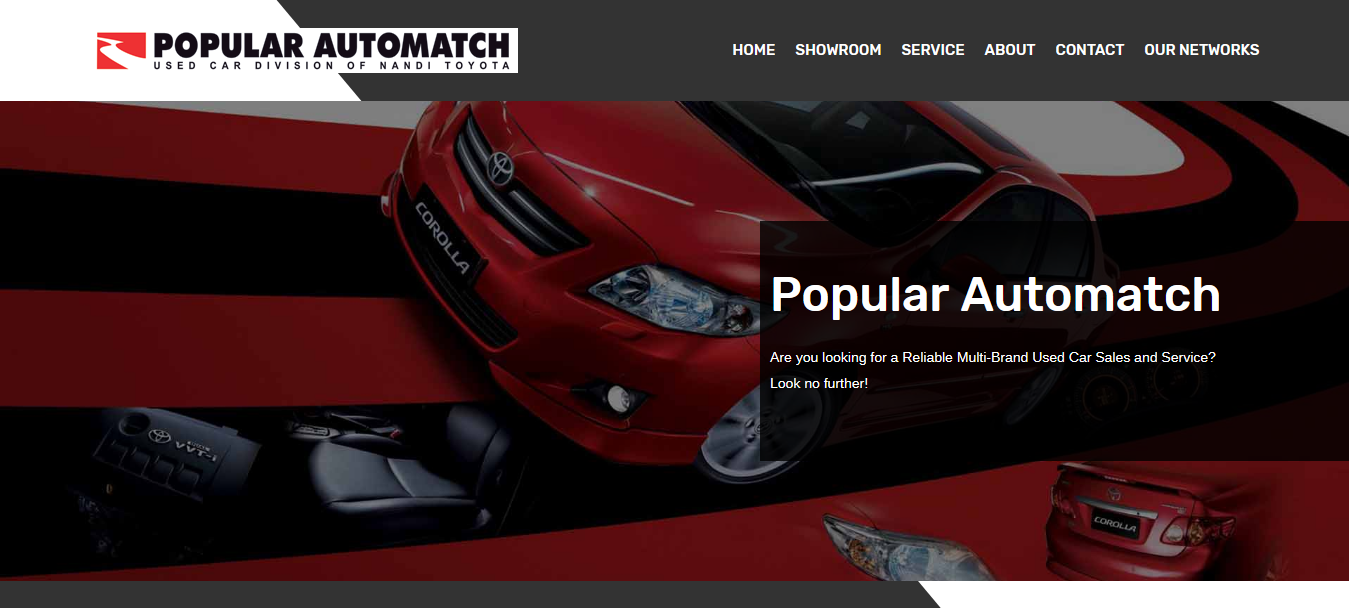 POPULAR AUTOMATCH
USED CAR DIVISION OF NANDI TOYOTA
HOME SHOWROOM SERVICE ABOUT CONTACT OUR NETWORKS
COROLLA
Popular Automatch
Are you looking for a Reliable Multi-Brand Used Car Sales and Service?
Look no further!
VVT-i
COROLLA